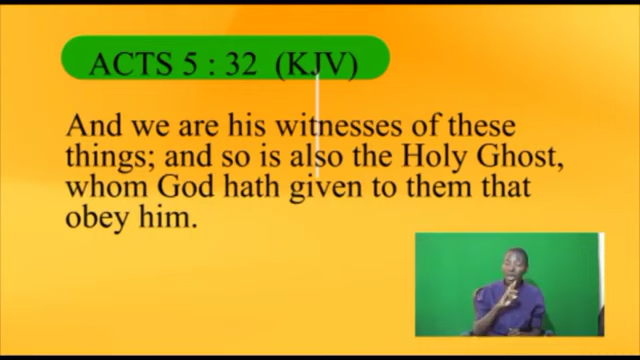 ACTS 5 : 32 (KJV)
And we are his witnesses of these
things; and so is also the Holy Ghost,
whom God hath given to them that
obey him.